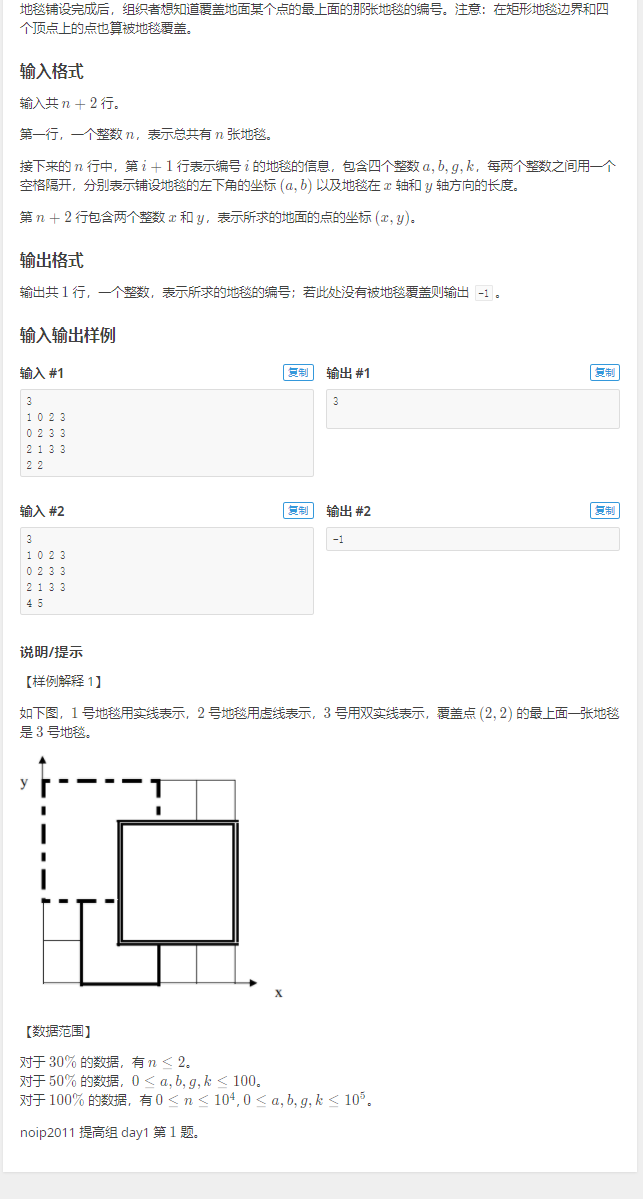 地毯铺设完成后，组织者想知道覆盖地面某个点的最上面的那张地毯的编号。注意：在矩形地毯边界和四
个顶点上的点也算被地毯覆盖。
输入格式
输入共 n + 2 行。
第一行，一个整数 n，表示总共有 n 张地毯。
接下来的 n 行中，第 i + 1 行表示编号 i 的地毯的信息，包含四个整数 a, b, g, k，每两个整数之间用一个
空格隔开，分别表示铺设地毯的左下角的坐标 (a, b) 以及地毯在 x 轴和 y 轴方向的长度。
第 n + 2 行包含两个整数 x 和 y，表示所求的地面的点的坐标 (x, y)。
输出格式
输出共 1 行，一个整数，表示所求的地毯的编号；若此处没有被地毯覆盖则输出 -1 。
输入输出样例
输入 #1 复制
3
1 0 2 3
0 2 3 3
2 1 3 3
2 2
输出 #1 复制
3
输入 #2 复制
3
1 0 2 3
0 2 3 3
2 1 3 3
4 5
输出 #2 复制
-1
说明/提示
【样例解释 1】
如下图，1 号地毯用实线表示，2 号地毯用虚线表示，3 号用双实线表示，覆盖点 (2, 2) 的最上面一张地毯
是 3 号地毯。
y
x
【数据范围】
对于 30% 的数据，有 n ≤ 2。
对于 50% 的数据，0 ≤ a, b, g, k ≤ 100。
对于 100% 的数据，有 0 ≤ n ≤ 10⁴, 0 ≤ a, b, g, k ≤ 10⁵。
noip2011 提高组 day1 第 1 题。